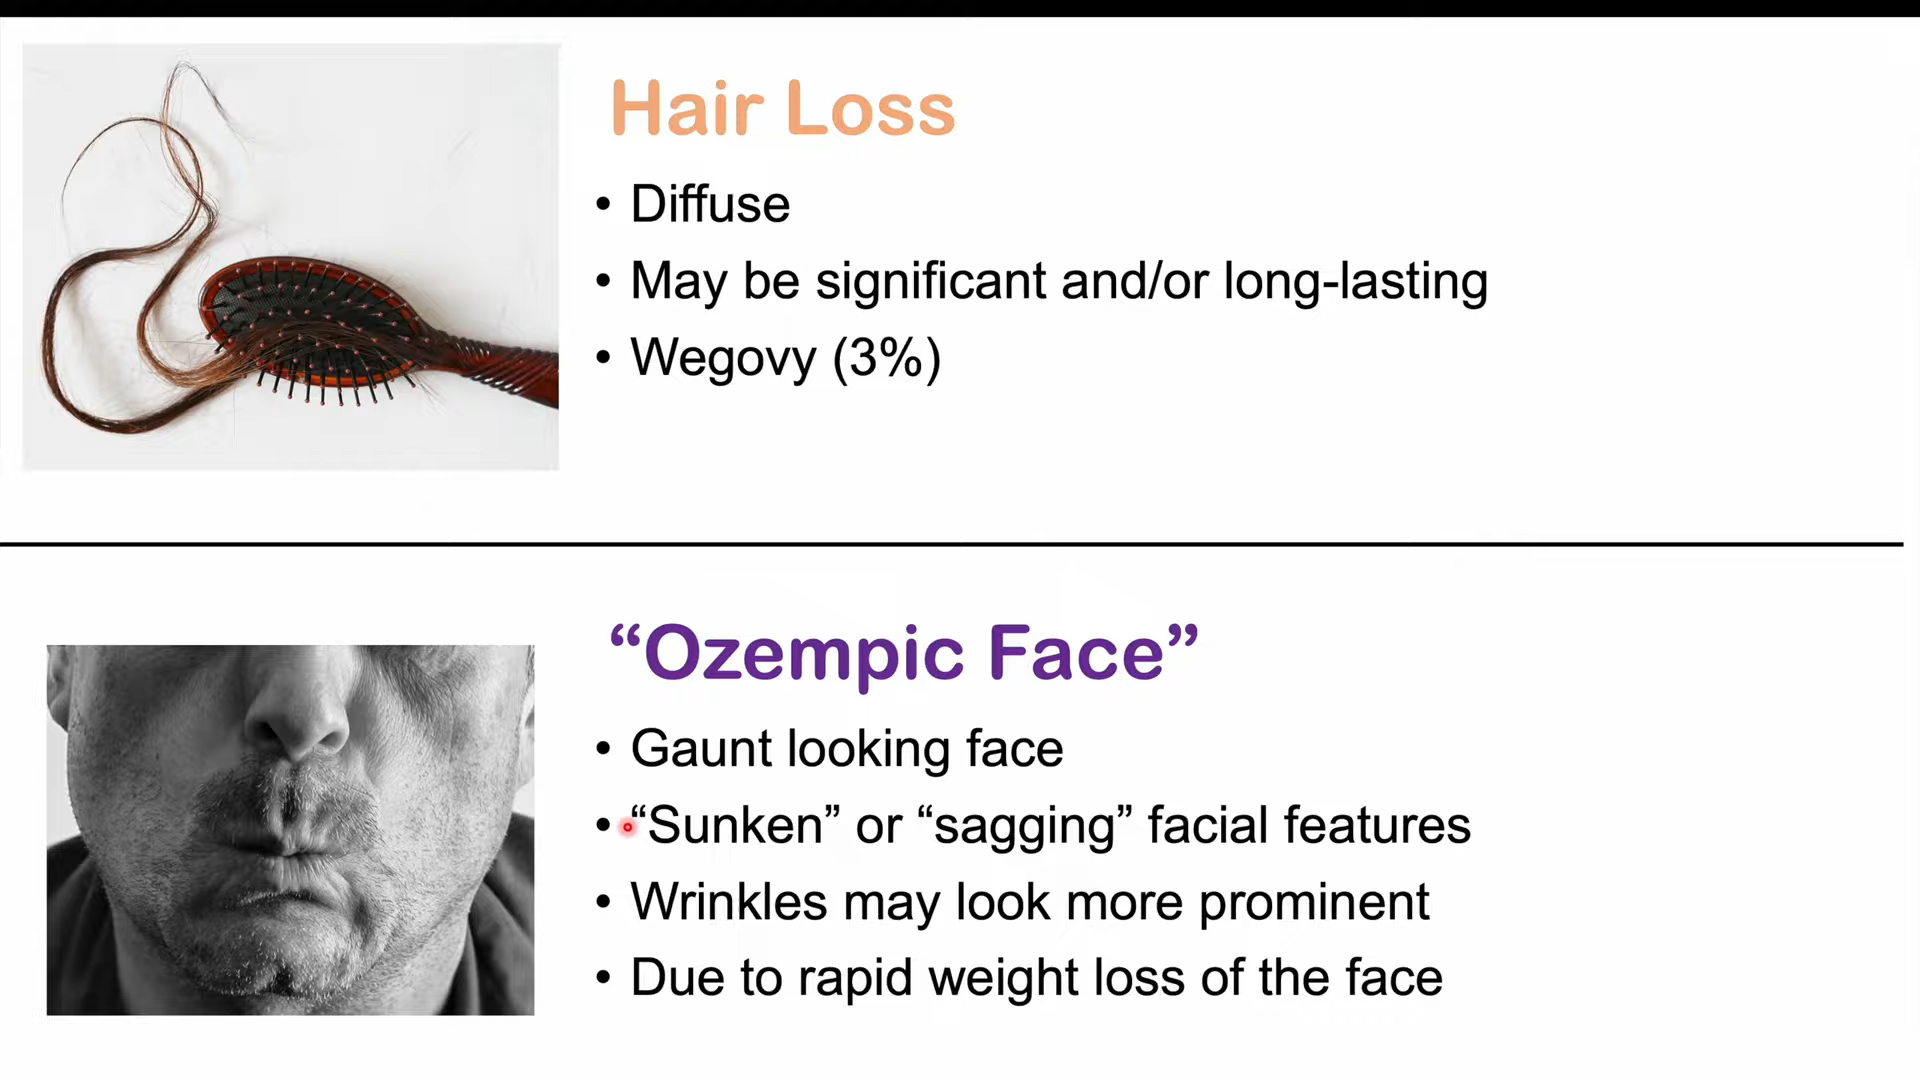 Hair Loss
• Diffuse
• May be significant and/or long-lasting
• Wegovy (3%)
“Ozempic Face”
• Gaunt looking face
• “Sunken” or “sagging” facial features
• Wrinkles may look more prominent
• Due to rapid weight loss of the face